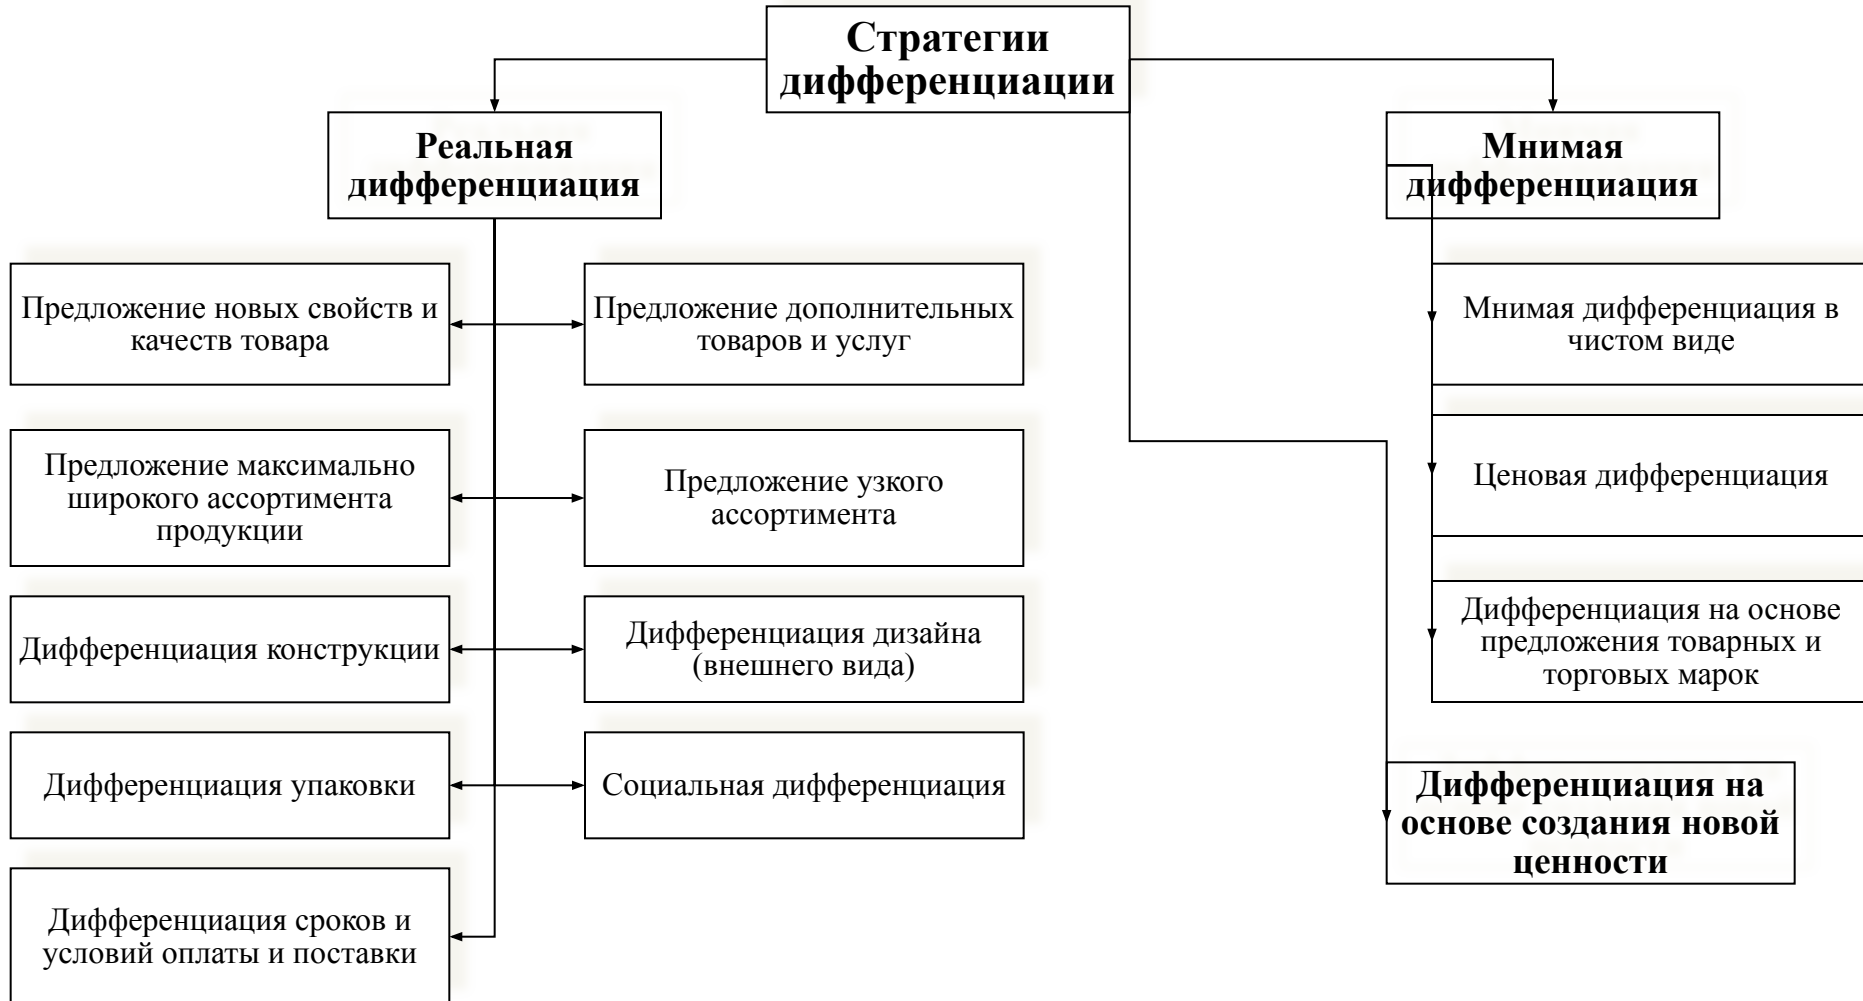 Стратегии
дифференциации
Реальная
дифференциация
Мнимая
дифференциация
Предложение новых свойств и
качеств товара
Предложение дополнительных
товаров и услуг
Мнимая дифференциация в
чистом виде
Предложение максимально
широкого ассортимента
продукции
Предложение узкого
ассортимента
Ценовая дифференциация
Дифференциация конструкции
Дифференциация дизайна
(внешнего вида)
Дифференциация на основе
предложения товарных и
торговых марок
Дифференциация упаковки
Социальная дифференциация
Дифференциация на
основе создания новой
ценности
Дифференциация сроков и
условий оплаты и поставки